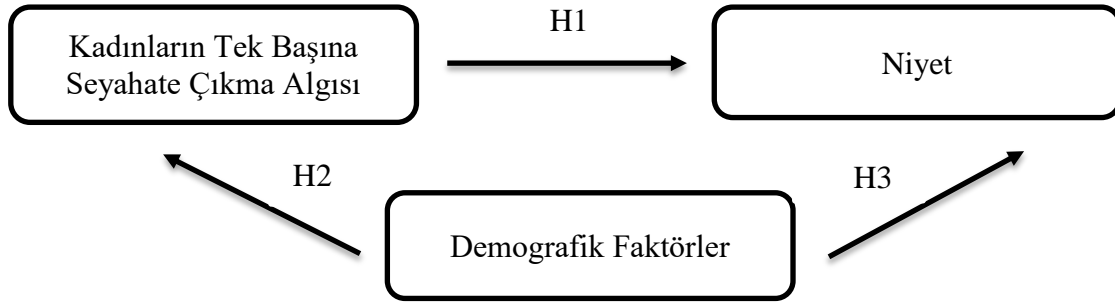 H1
Kadınların Tek Başına
Seyahate Çıkma Algısı
Niyet
H2
H3
Demografik Faktörler